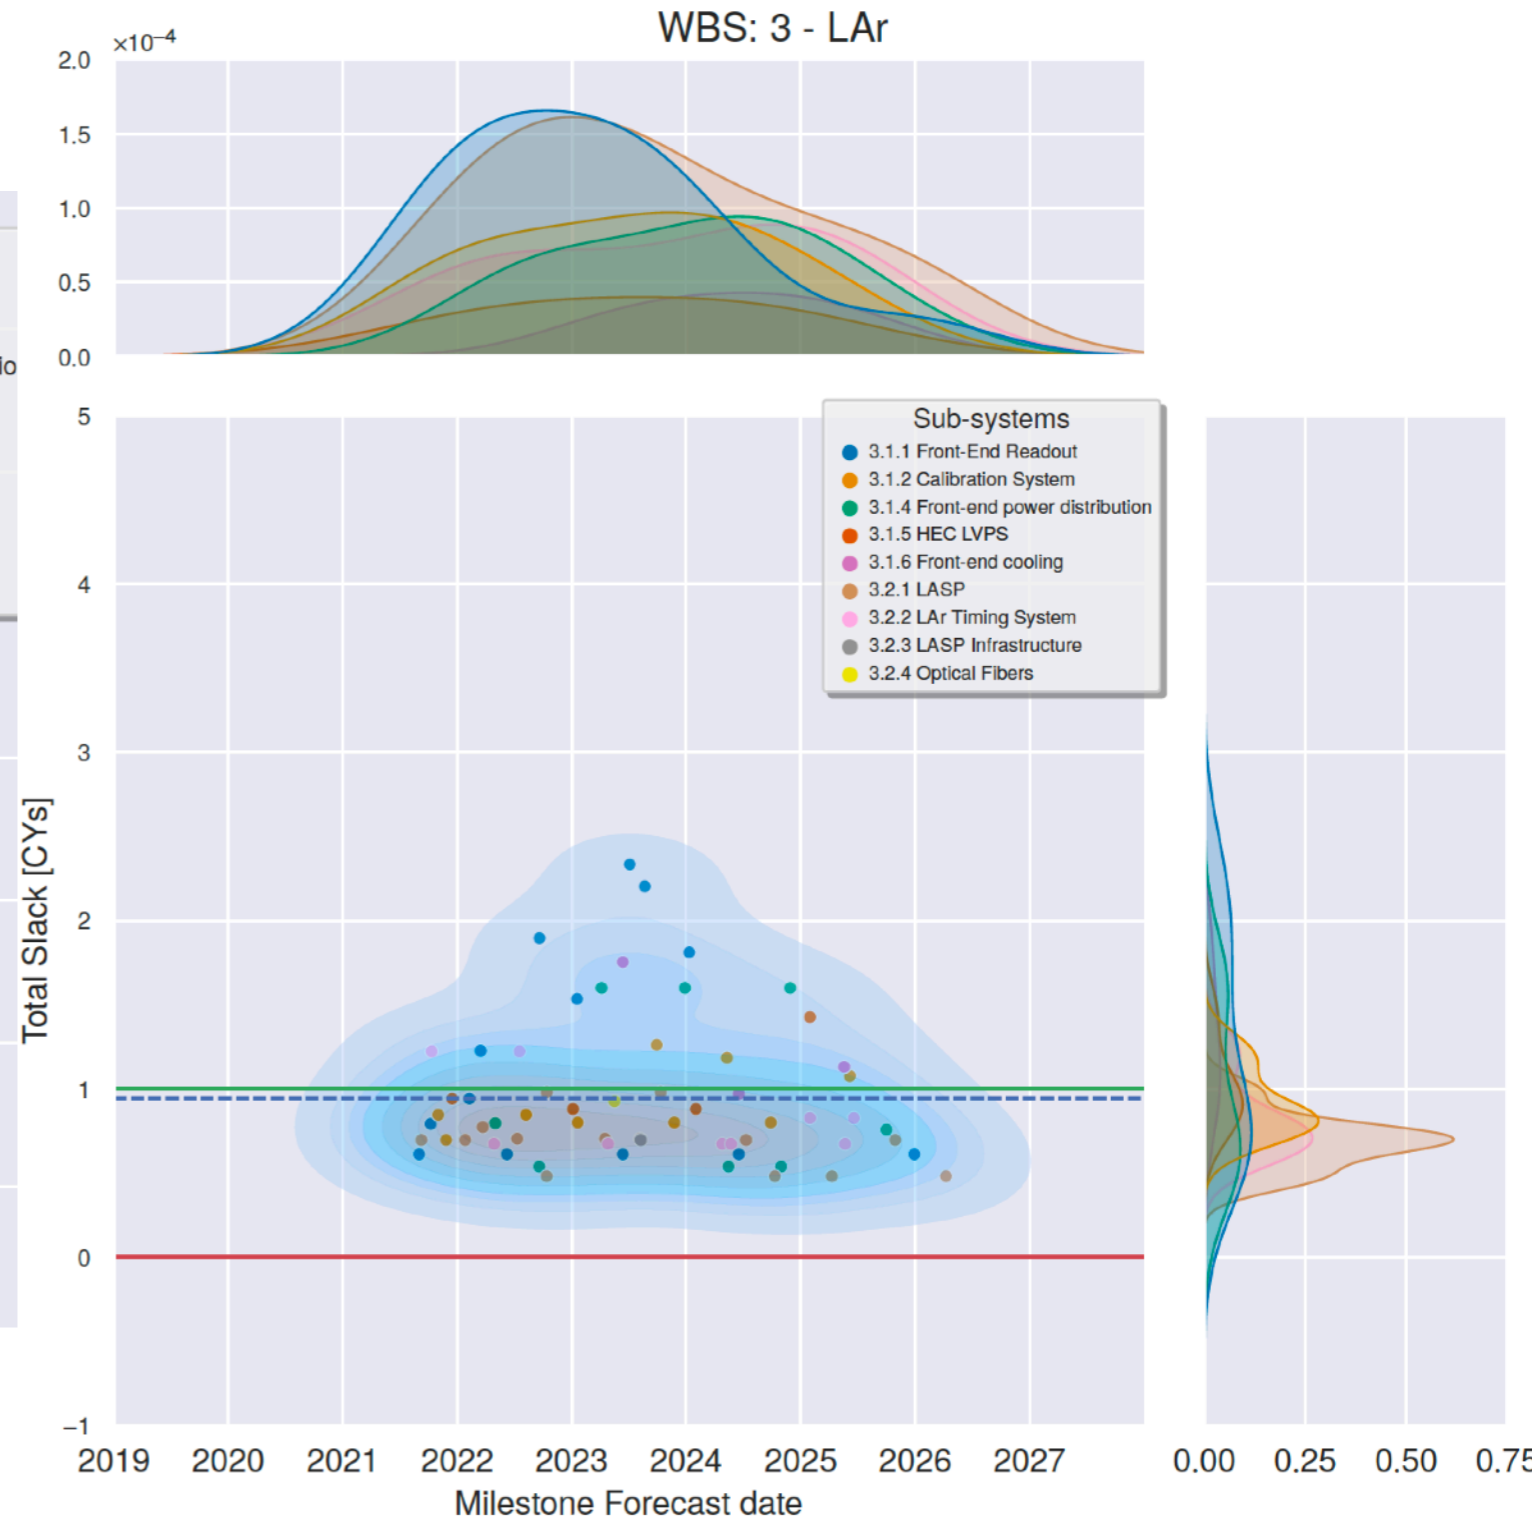 WBS: 3 - LAr
×10⁻⁴
2.0
1.5
1.0
0.5
0.0
io
5
4
3
2
1
0
−1
Total Slack [CYs]
Sub-systems
3.1.1 Front-End Readout
3.1.2 Calibration System
3.1.4 Front-end power distribution
3.1.5 HEC LVPS
3.1.6 Front-end cooling
3.2.1 LASP
3.2.2 LAr Timing System
3.2.3 LASP Infrastructure
3.2.4 Optical Fibers
2019 2020 2021 2022 2023 2024 2025 2026 2027
0.00 0.25 0.50 0.75
Milestone Forecast date